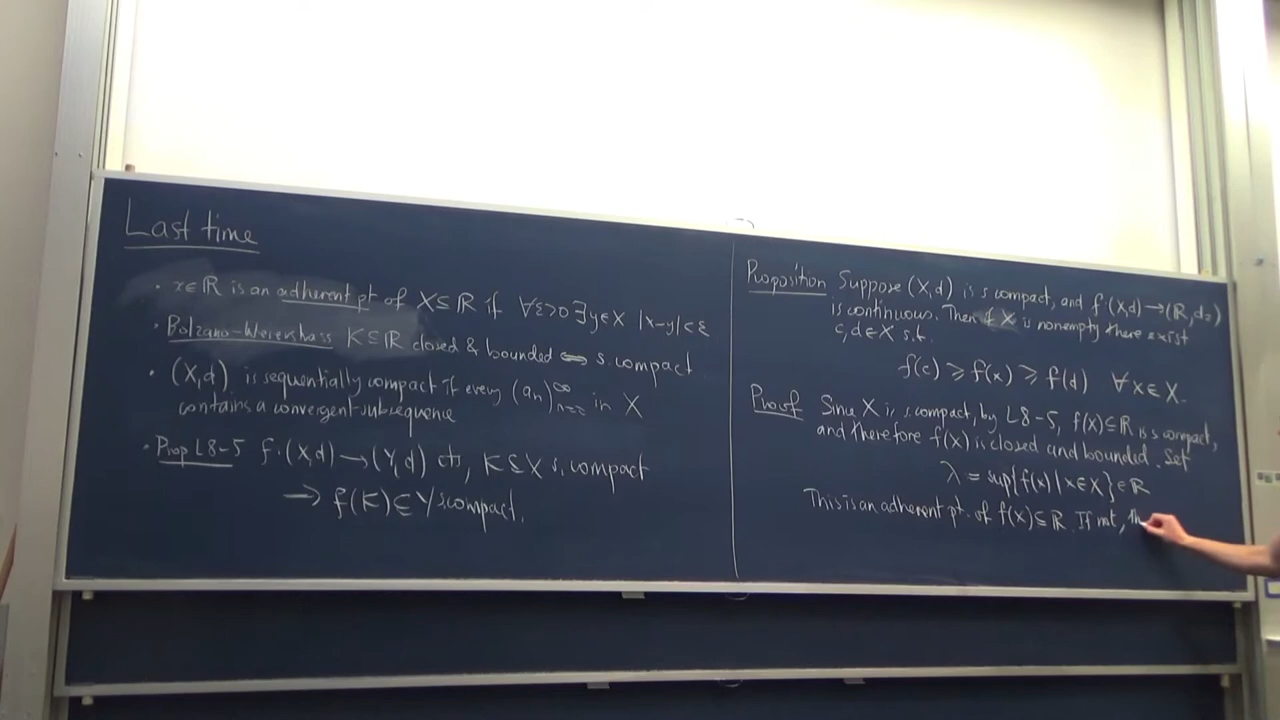 Last time
• x∈ℝ is an adherent pt of X⊆ℝ if ∀ε>0 ∃y∈X |x-y|<ε
• Bolzano-Weierstrass K⊆ℝ closed & bounded ⟺ s. compact
• (X,d) is sequentially compact if every (aₙ)ₙ₌₀^∞ in X
contains a convergent subsequence
• Prop L8-5 f:(X,d)→(Y,d) cts, K⊆X s. compact
→ f(K)⊆Y s.compact.
Proposition Suppose (X,d) is s. compact, and f:(X,d)→(ℝ,d₂)
is continuous. Then if X is nonempty there exist
c,d∈X s.t.
f(c) ⩾ f(x) ⩾ f(d) ∀x∈X.
Proof Since X is s.compact, by L8-5, f(X)⊆ℝ is s compact,
and therefore f(X) is closed and bounded. Set
λ = sup{f(x) | x∈X}∈ℝ
This is an adherent pt. of f(X)⊆ℝ. If not, th